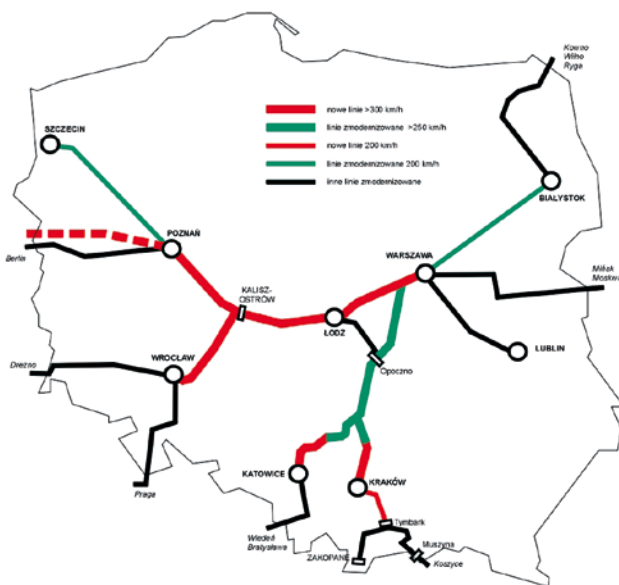 Kowno
Wilno
Ryga
nowe linie >300 km/h
linie zmodernizowane >250 km/h
nowe linie 200 km/h
linie zmodernizowane 200 km/h
inne linie zmodernizowane
SZCZECIN
BIAŁYSTOK
POZNAŃ
Berlin
WARSZAWA
KALISZ-
OSTRÓW
Mińsk
Moskwa
ŁÓDŹ
WROCŁAW
Drezno
LUBLIN
Opoczno
KATOWICE
KRAKÓW
Praga
Tymbark
Wiedeń
Bratysława
Muszyna
ZAKOPANE
Koszyce